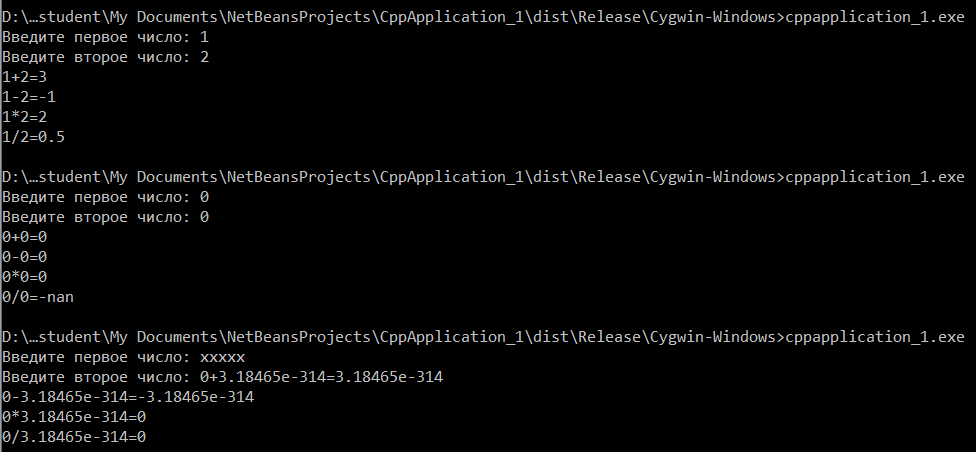 D:\…student\My Documents\NetBeansProjects\CppApplication_1\dist\Release\Cygwin-Windows>cppapplication_1.exe
Введите первое число: 1
Введите второе число: 2
1+2=3
1-2=-1
1*2=2
1/2=0.5
D:\…student\My Documents\NetBeansProjects\CppApplication_1\dist\Release\Cygwin-Windows>cppapplication_1.exe
Введите первое число: 0
Введите второе число: 0
0+0=0
0-0=0
0*0=0
0/0=-nan
D:\…student\My Documents\NetBeansProjects\CppApplication_1\dist\Release\Cygwin-Windows>cppapplication_1.exe
Введите первое число: xxxxx
Введите второе число: 0+3.18465e-314=3.18465e-314
0-3.18465e-314=-3.18465e-314
0*3.18465e-314=0
0/3.18465e-314=0